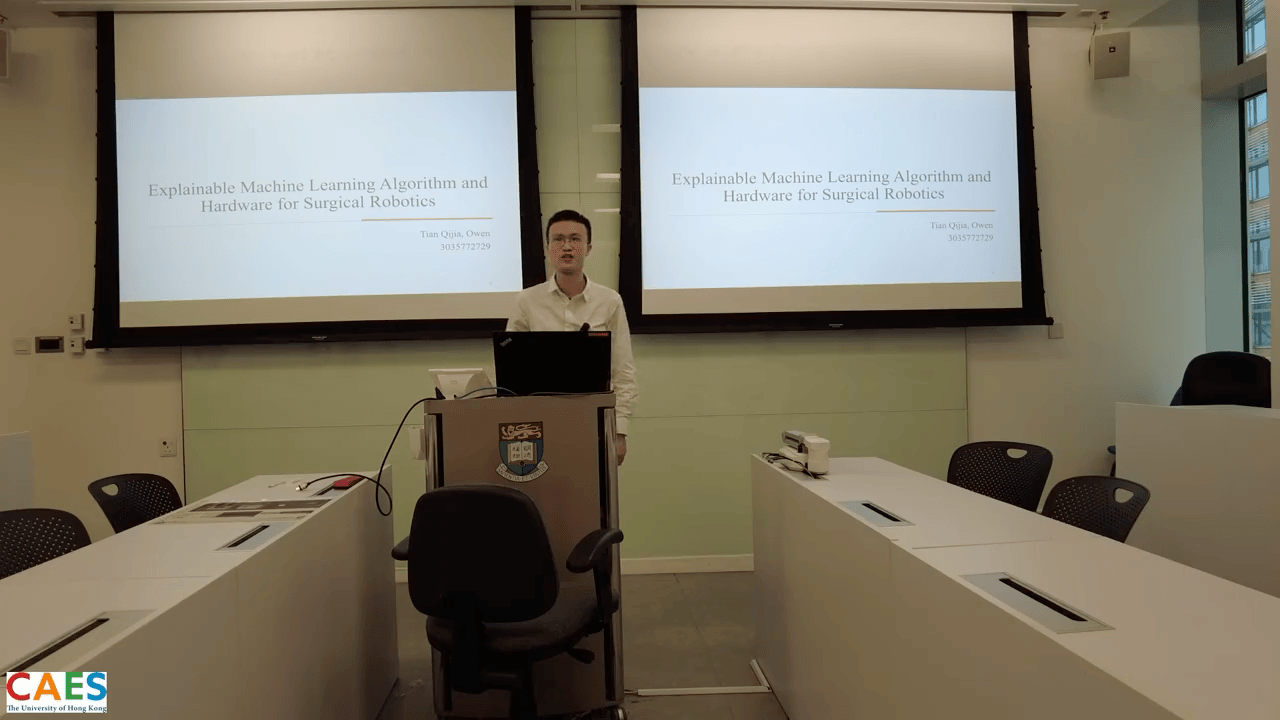 Explainable Machine Learning Algorithm and
Hardware for Surgical Robotics
Tian Qijia, Owen
3035772729
Explainable Machine Learning Algorithm and
Hardware for Surgical Robotics
Tian Qijia, Owen
3035772729
CAES
The University of Hong Kong